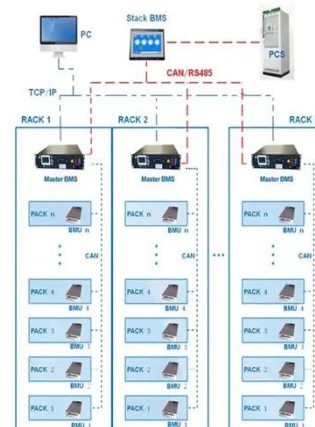 PC
Stack BMS
PCS
CAN/RS485
TCP/IP
RACK 1
RACK 2
RACK
Master BMS
Master BMS
Master BMS
PACK n
BMU n
PACK n
BMU n
PACK n
BMU n
CAN
CAN
CAN
PACK 4
BMU 4
PACK 4
BMU 4
PACK 4
BMU 4
PACK 3
BMU 3
PACK 3
BMU 3
PACK 3
BMU 3
PACK 2
BMU 2
PACK 2
BMU 2
PACK 2
BMU 2
PACK 1
BMU 1
PACK 1
BMU 1
PACK 1
BMU 1